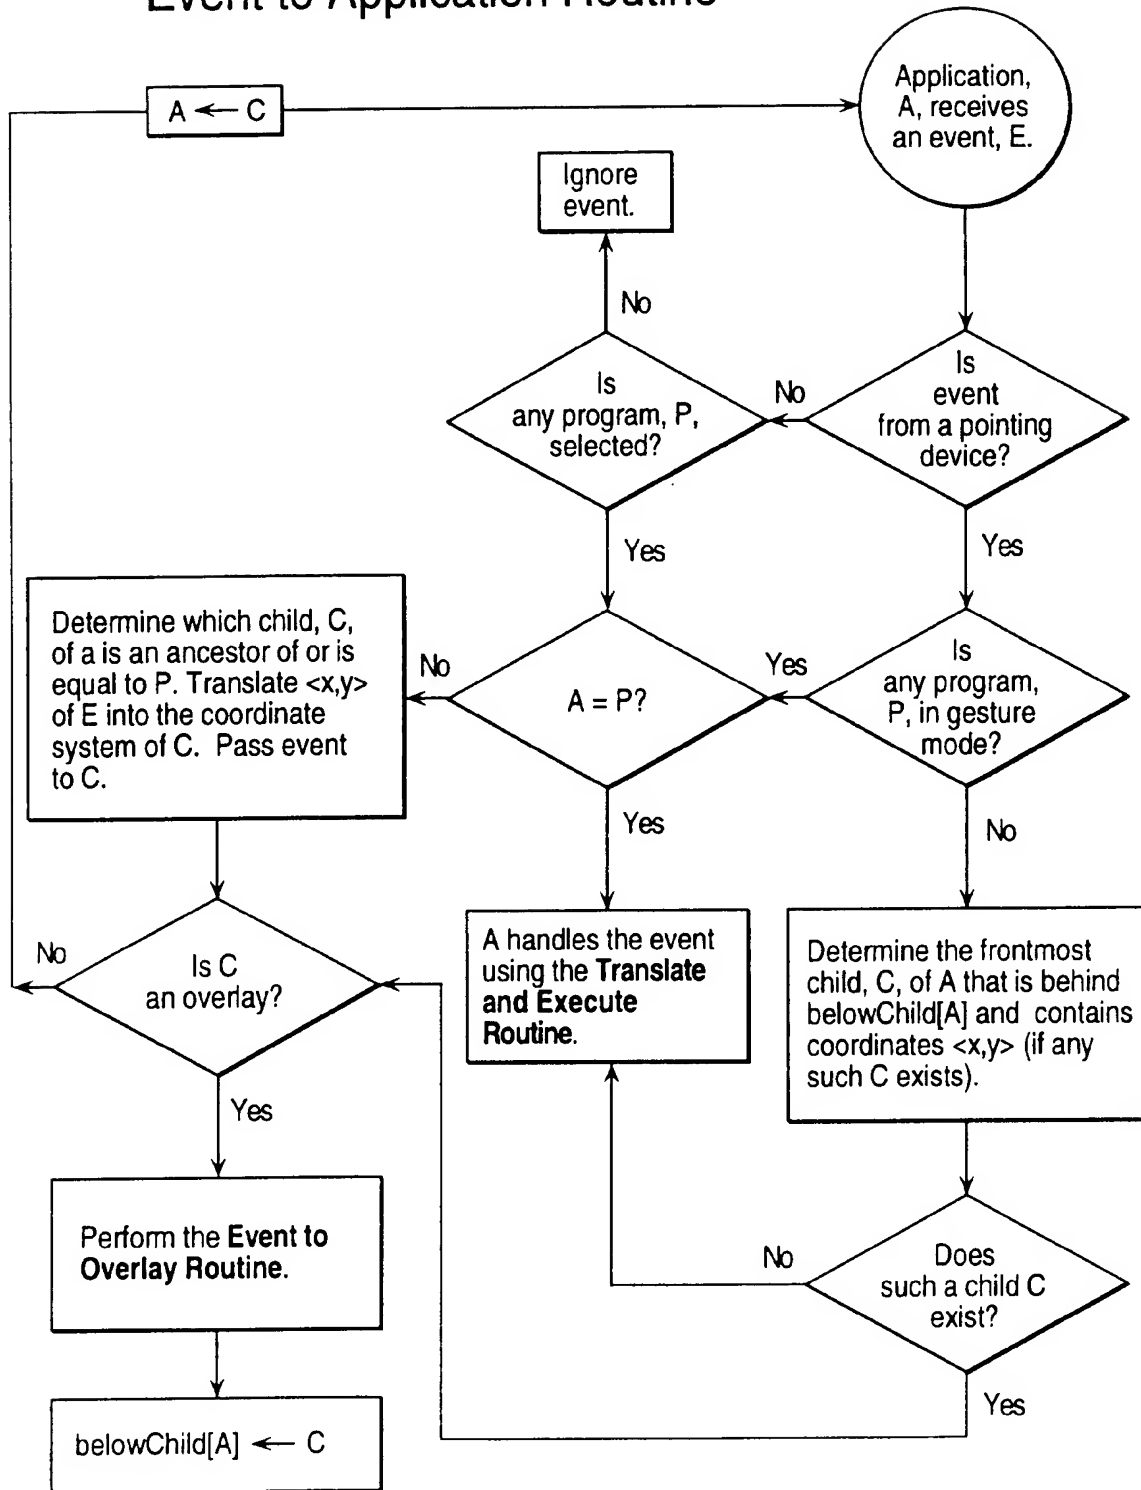 Event to Application Routine
A ← C
Application,
A, receives
an event, E.
Ignore
event.
No
Is
any program, P,
selected?
No
Is
event
from a pointing
device?
Yes
Yes
Determine which child, C,
of a is an ancestor of or is
equal to P. Translate <x,y>
of E into the coordinate
system of C. Pass event
to C.
No
A = P?
Yes
Is
any program,
P, in gesture
mode?
Yes
No
No
Is C
an overlay?
A handles the event
using the Translate
and Execute
Routine.
Determine the frontmost
child, C, of A that is behind
belowChild[A] and contains
coordinates <x,y> (if any
such C exists).
Yes
Perform the Event to
Overlay Routine.
No
Does
such a child C
exist?
Yes
belowChild[A] ← C